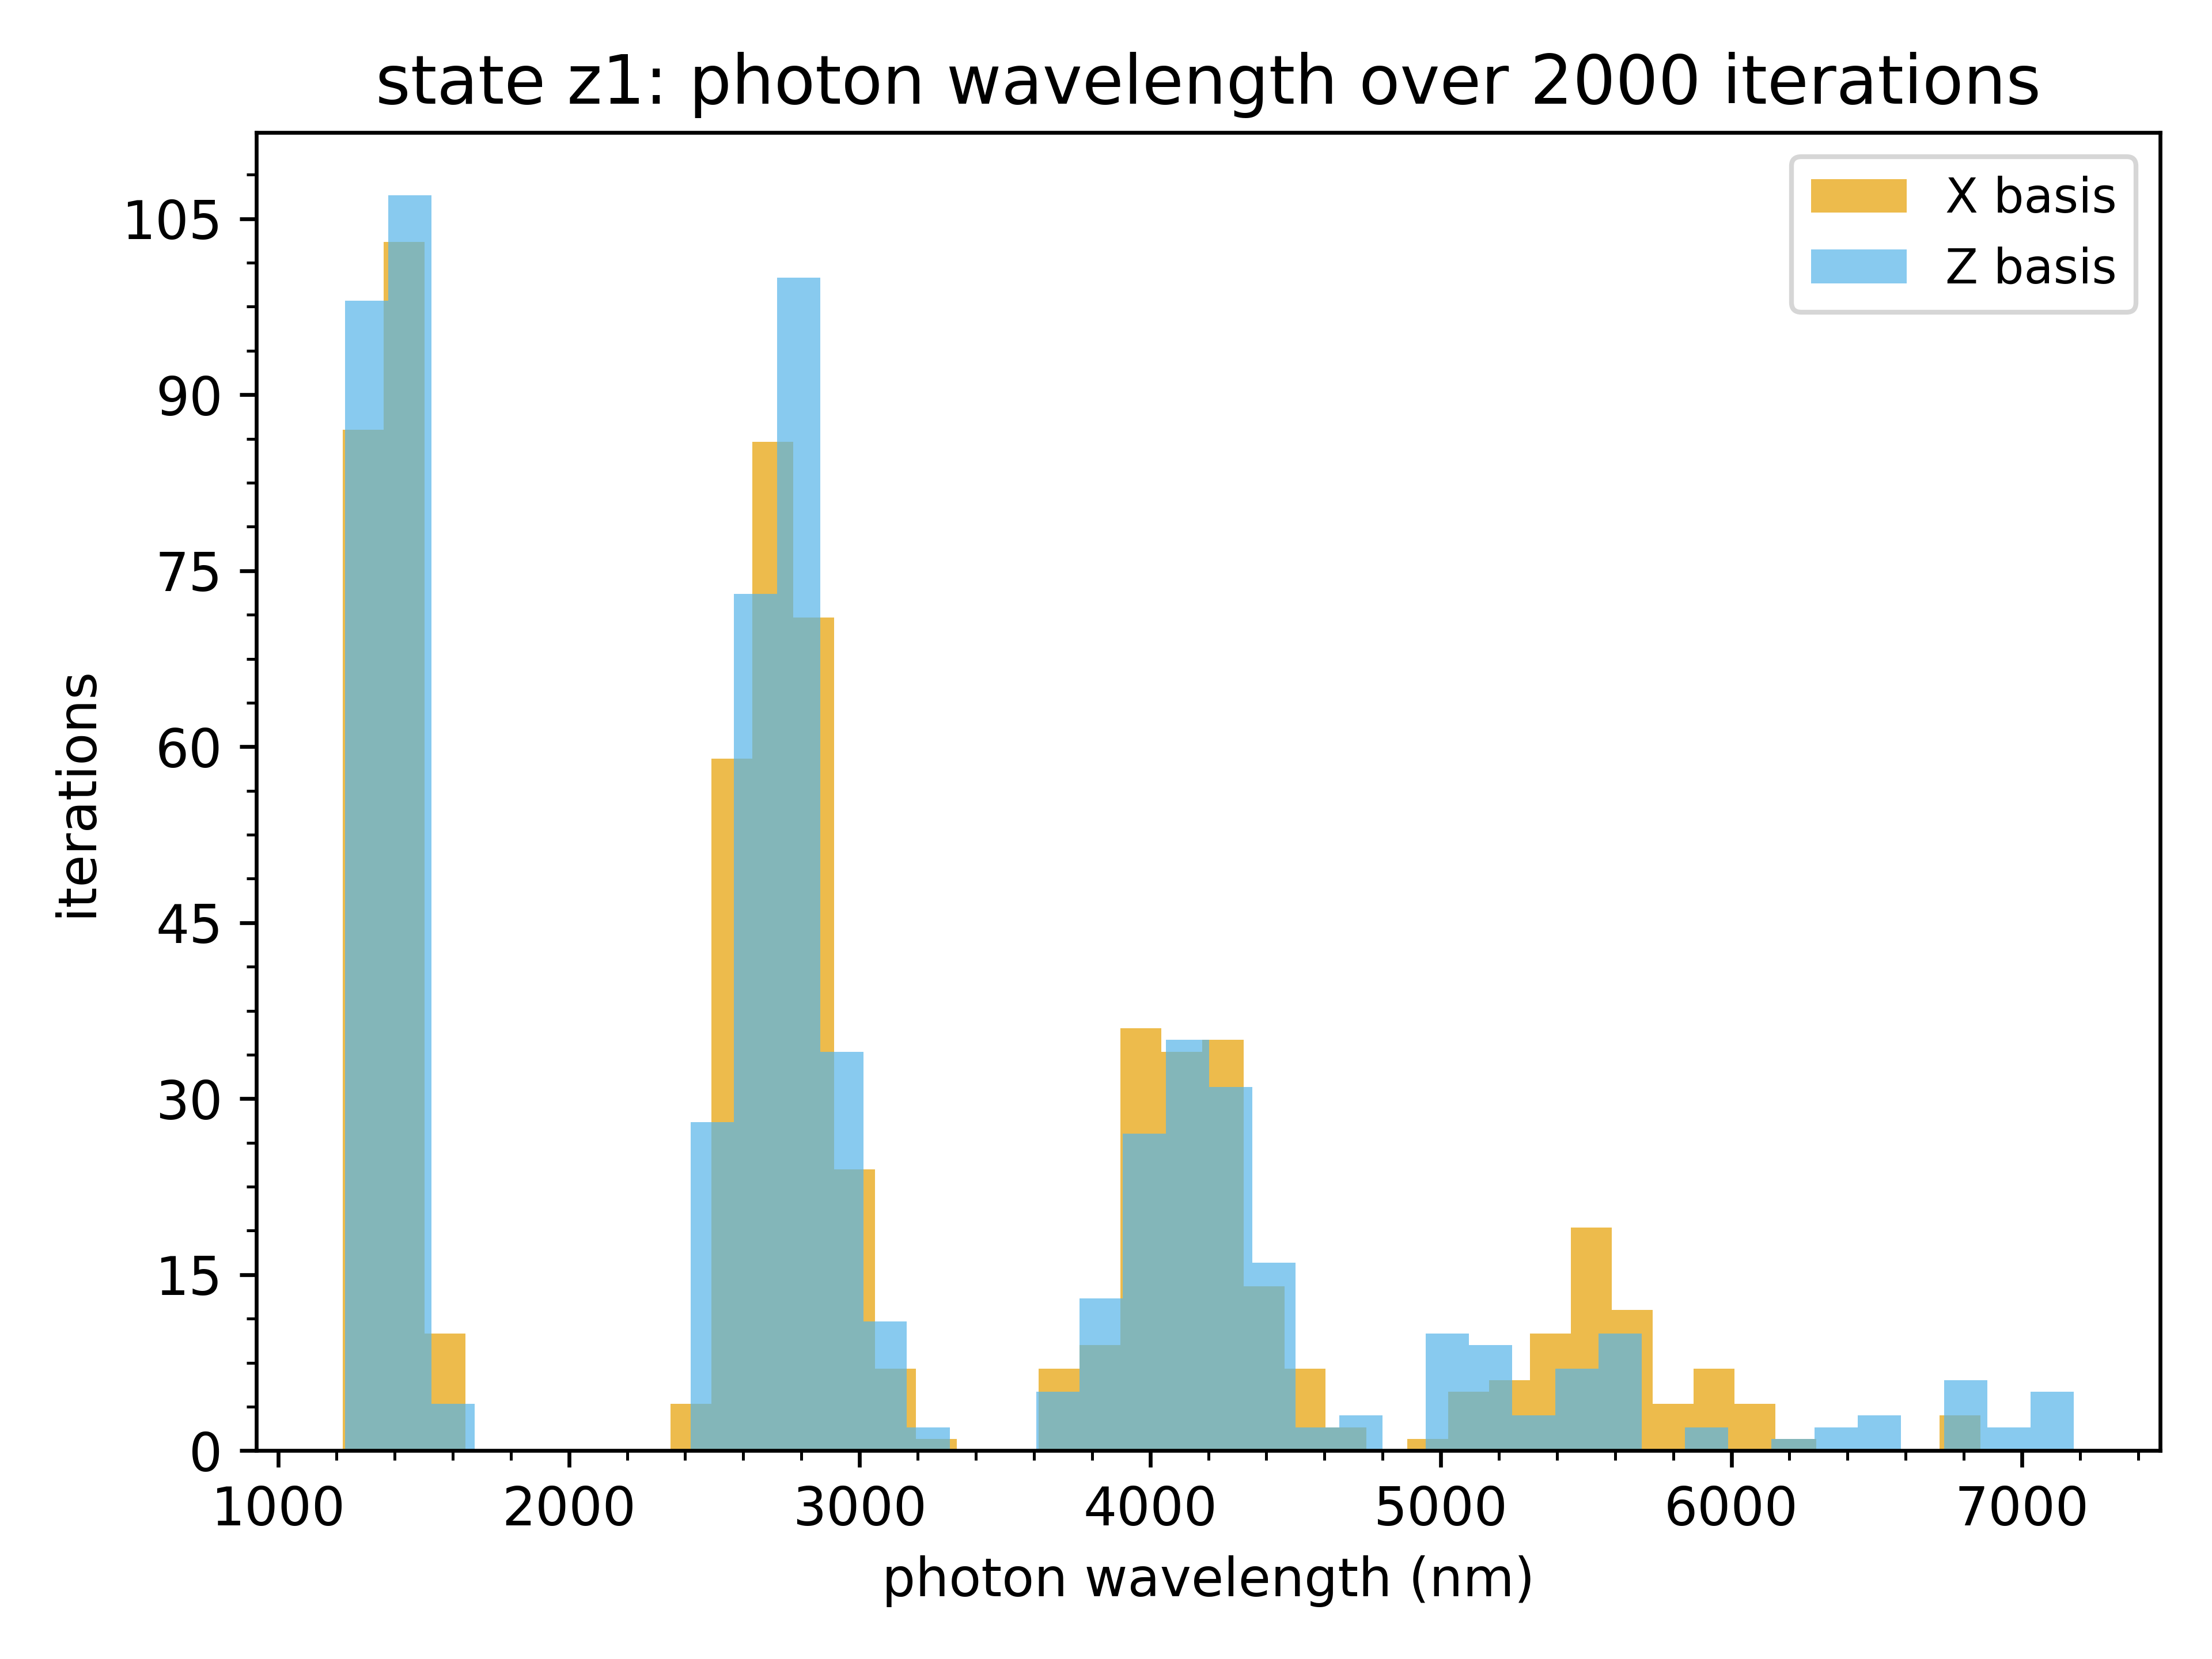 state z1: photon wavelength over 2000 iterations
X basis
Z basis
105
90
75
60
45
30
15
0
iterations
1000 2000 3000 4000 5000 6000 7000
photon wavelength (nm)